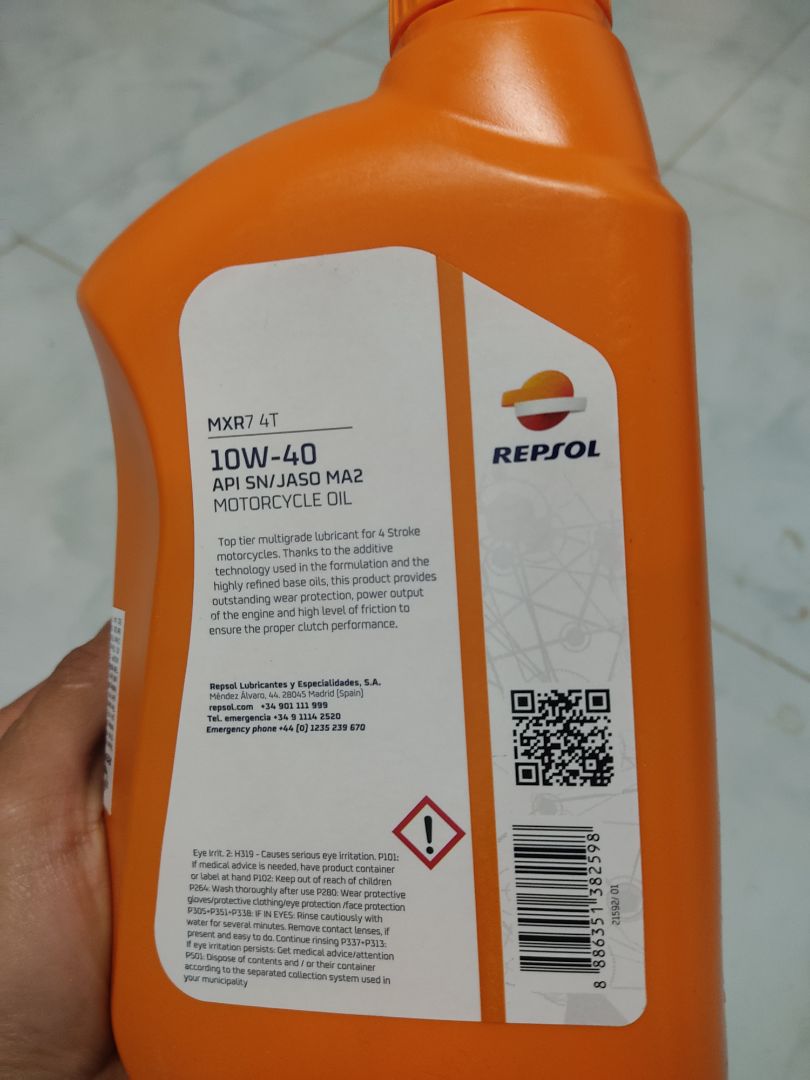 MXR7 4T
10W-40
API SN/JASO MA2
MOTORCYCLE OIL
Top tier multigrade lubricant for 4 Stroke
motorcycles. Thanks to the additive
technology used in the formulation and the
highly refined base oils, this product provides
outstanding wear protection, power output
of the engine and high level of friction to
ensure the proper clutch performance.
Repsol Lubricantes y Especialidades, S.A.
Méndez Álvaro, 44. 28045 Madrid (Spain)
repsol.com +34 901 111 999
Tel. emergencia +34 9 1114 2520
Emergency phone +44 (0) 1235 239 670
Eye Irrit. 2: H319 - Causes serious eye irritation. P101:
If medical advice is needed, have product container
or label at hand P102: Keep out of reach of children
P264: Wash thoroughly after use P280: Wear protective
gloves/protective clothing/eye protection /face protection
P305+P351+P338: IF IN EYES: Rinse cautiously with
water for several minutes. Remove contact lenses, if
present and easy to do. Continue rinsing P337+P313:
If eye irritation persists: Get medical advice/attention
P501: Dispose of contents and / or their container
according to the separated collection system used in
your municipality
REPSOL
8 886351 382598
21592/ 01